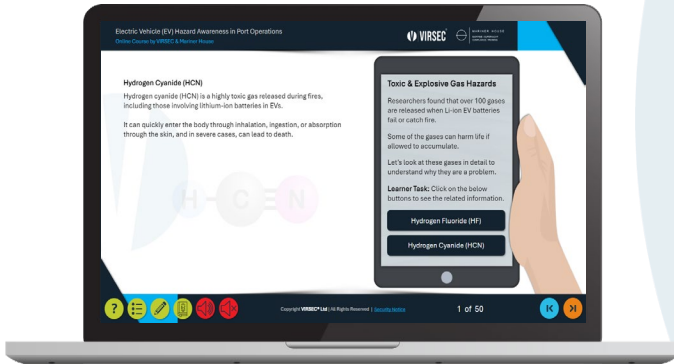 Electric Vehicle (EV) Hazard Awareness in Port Operations
Online Course by VIRSEC & Mariner House
VIRSEC
MARINER HOUSE
Hydrogen Cyanide (HCN)
Hydrogen cyanide (HCN) is a highly toxic gas released during fires,
including those involving lithium-ion batteries in EVs.
It can quickly enter the body through inhalation, ingestion, or absorption
through the skin, and in severe cases, can lead to death.
H-C≡N
Toxic & Explosive Gas Hazards
Researchers found that over 100 gases
are released when Li-ion EV batteries
fail or catch fire.
Some of the gases can harm life if
allowed to accumulate.
Let's look at these gases in detail to
understand why they are a problem.
Learner Task: Click on the below
buttons to see the related information.
Hydrogen Fluoride (HF)
Hydrogen Cyanide (HCN)
?
Copyright VIRSEC® Ltd | All Rights Reserved | Security Notice
1 of 50